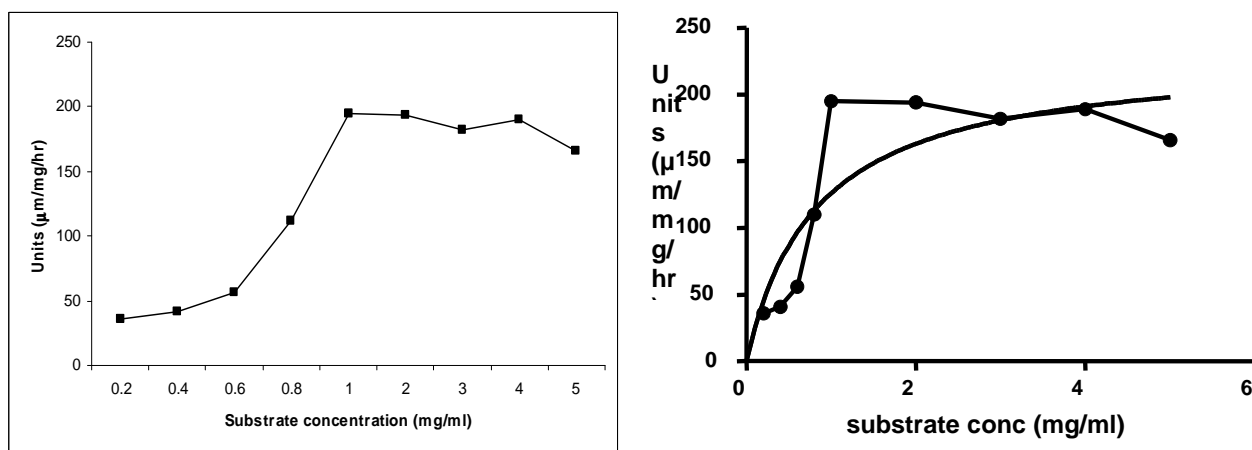 250
200
150
100
50
0
Units (μm/mg/hr)
0.2 0.4 0.6 0.8 1 2 3 4 5
Substrate concentration (mg/ml)
250
200
150
100
50
0
U
nit
s
(µ
m/
m
g/
hr
0 2 4 6
substrate conc (mg/ml)